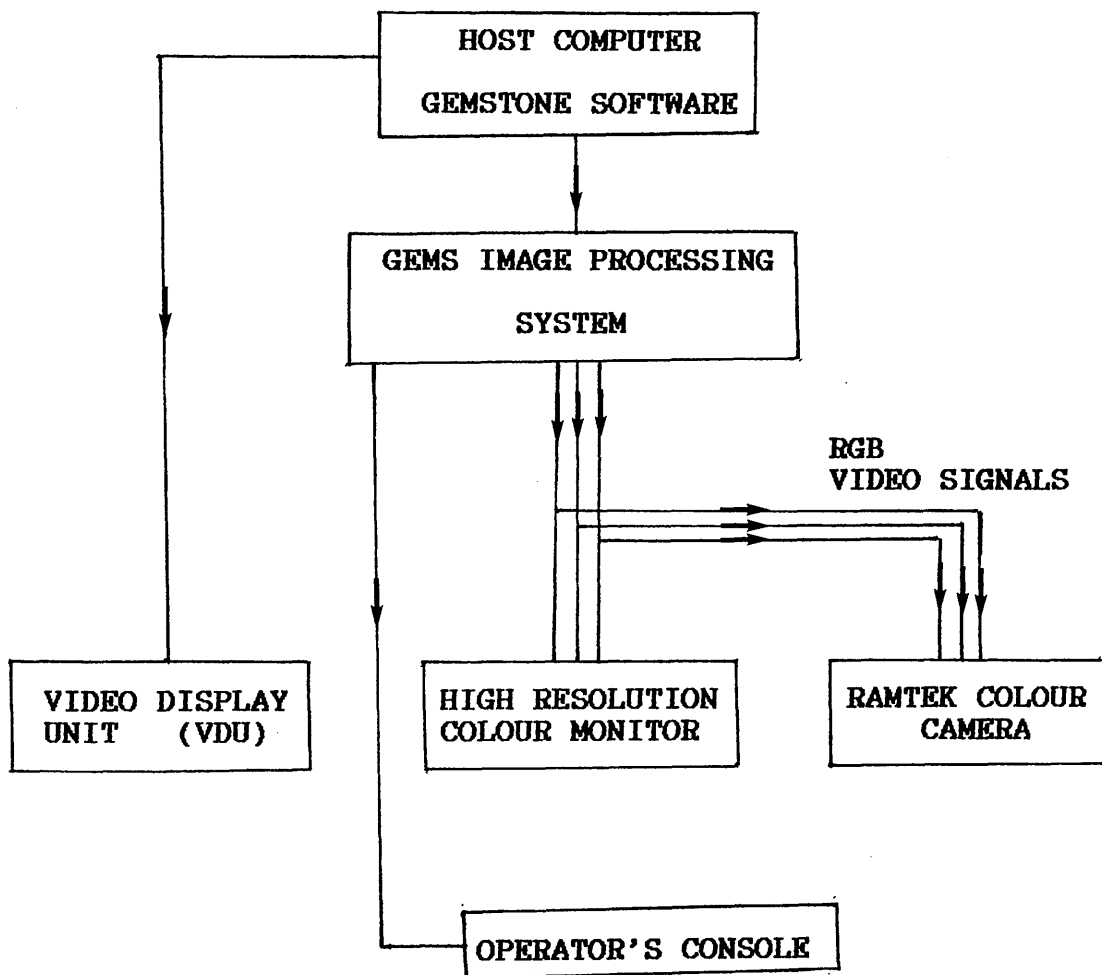 HOST COMPUTER
GEMSTONE SOFTWARE
GEMS IMAGE PROCESSING
SYSTEM
RGB
VIDEO SIGNALS
VIDEO DISPLAY
UNIT (VDU)
HIGH RESOLUTION
COLOUR MONITOR
RAMTEK COLOUR
CAMERA
OPERATOR'S CONSOLE